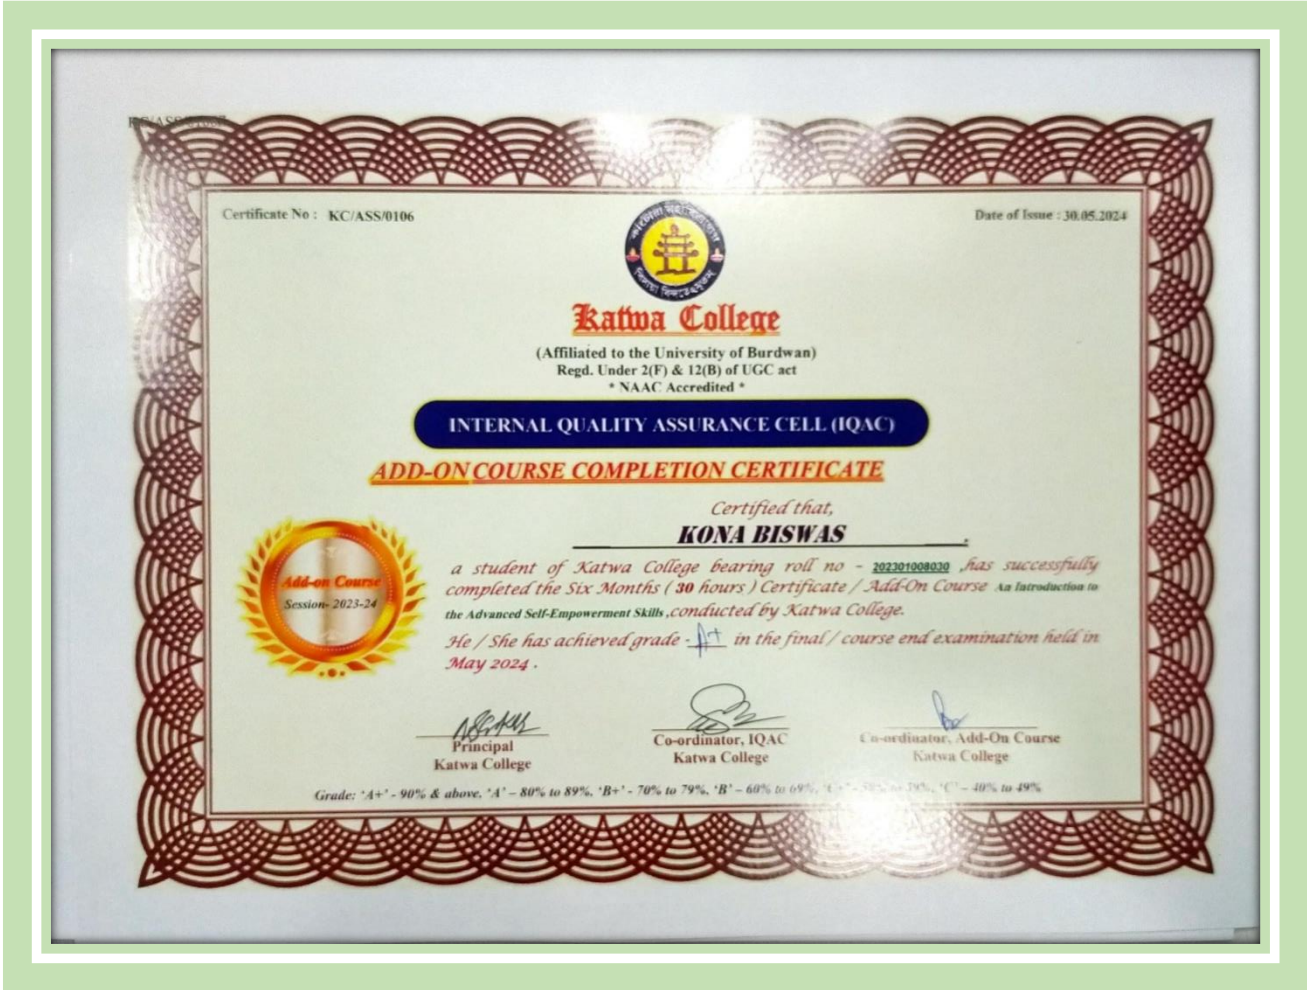 Certificate No : KC/ASS/0106
Date of Issue : 30.05.2024
Katwa College
(Affiliated to the University of Burdwan)
Regd. Under 2(F) & 12(B) of UGC act
* NAAC Accredited *
INTERNAL QUALITY ASSURANCE CELL (IQAC)
ADD-ON COURSE COMPLETION CERTIFICATE
Certified that,
KONA BISWAS .
Add-on Course
Session- 2023-24
a student of Katwa College bearing roll no - 202301008030 ,has successfully
completed the Six Months ( 30 hours ) Certificate / Add-On Course An Introduction to
the Advanced Self-Empowerment Skills ,conducted by Katwa College.
He / She has achieved grade - A+ in the final / course end examination held in
May 2024 .
Principal
Katwa College
Co-ordinator, IQAC
Katwa College
Co-ordinator, Add-On Course
Katwa College
Grade: 'A+' - 90% & above, 'A' – 80% to 89%, 'B+' - 70% to 79%, 'B' – 60% to 69%, 'C' – 40% to 49%